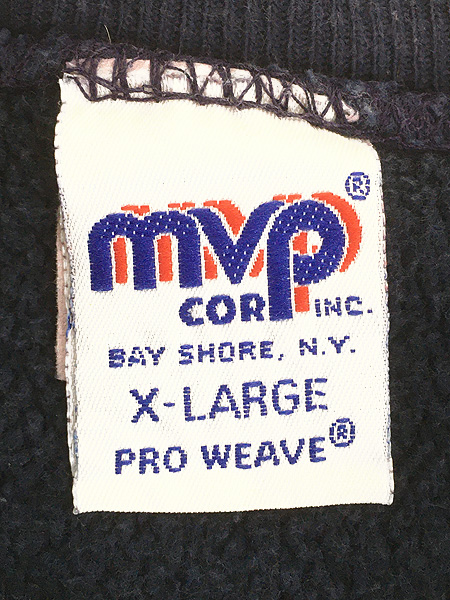 mvp®
CORP INC.
BAY SHORE, N.Y.
X-LARGE
PRO WEAVE®